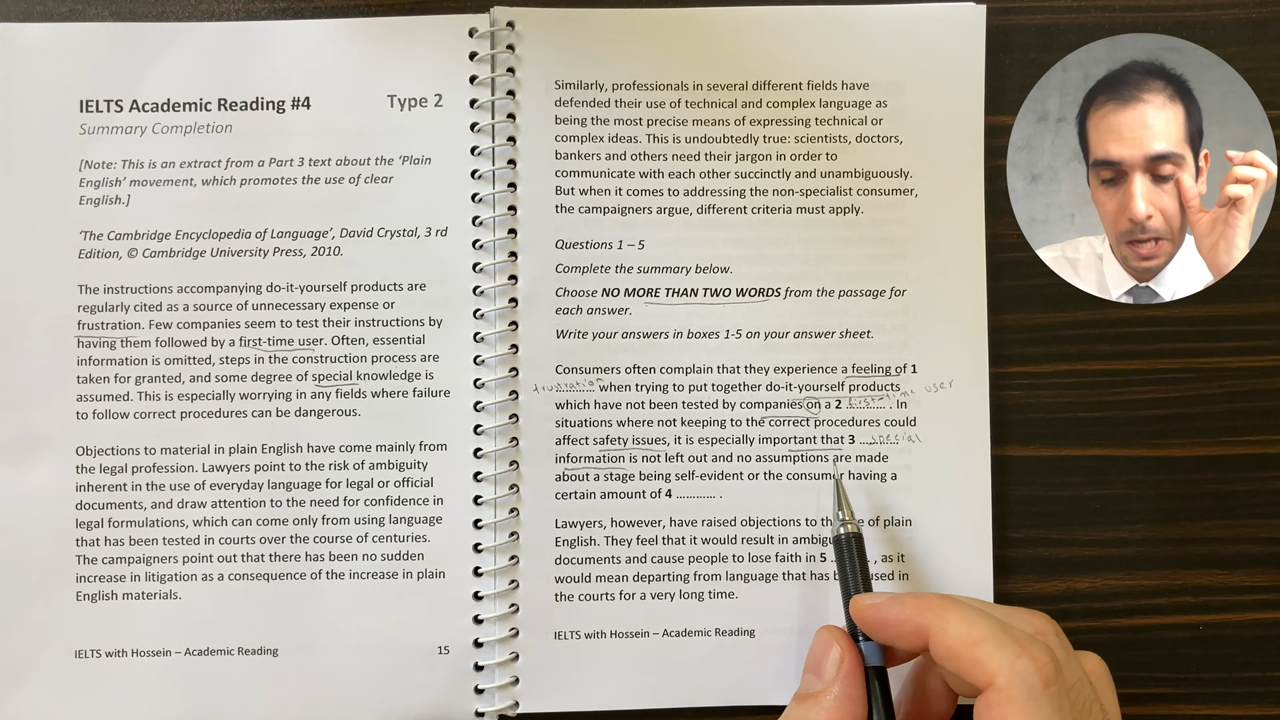 IELTS Academic Reading #4 Type 2
Summary Completion
[Note: This is an extract from a Part 3 text about the ‘Plain
English’ movement, which promotes the use of clear
English.]
‘The Cambridge Encyclopedia of Language’, David Crystal, 3 rd
Edition, © Cambridge University Press, 2010.
The instructions accompanying do-it-yourself products are
regularly cited as a source of unnecessary expense or
frustration. Few companies seem to test their instructions by
having them followed by a first-time user. Often, essential
information is omitted, steps in the construction process are
taken for granted, and some degree of special knowledge is
assumed. This is especially worrying in any fields where failure
to follow correct procedures can be dangerous.
Objections to material in plain English have come mainly from
the legal profession. Lawyers point to the risk of ambiguity
inherent in the use of everyday language for legal or official
documents, and draw attention to the need for confidence in
legal formulations, which can come only from using language
that has been tested in courts over the course of centuries.
The campaigners point out that there has been no sudden
increase in litigation as a consequence of the increase in plain
English materials.
IELTS with Hossein – Academic Reading 15
Similarly, professionals in several different fields have
defended their use of technical and complex language as
being the most precise means of expressing technical or
complex ideas. This is undoubtedly true: scientists, doctors,
bankers and others need their jargon in order to
communicate with each other succinctly and unambiguously.
But when it comes to addressing the non-specialist consumer,
the campaigners argue, different criteria must apply.
Questions 1 – 5
Complete the summary below.
Choose NO MORE THAN TWO WORDS from the passage for
each answer.
Write your answers in boxes 1-5 on your answer sheet.
Consumers often complain that they experience a feeling of 1
frustration ............ when trying to put together do-it-yourself products
which have not been tested by companies on a 2 ............ first-time user . In
situations where not keeping to the correct procedures could
affect safety issues, it is especially important that 3 ............ special
information is not left out and no assumptions are made
about a stage being self-evident or the consumer having a
certain amount of 4 ............ .
Lawyers, however, have raised objections to the of plain
English. They feel that it would result in
documents and cause people to lose faith in 5 , as it
would mean departing from language that has used in
the courts for a very long time.
IELTS with Hossein – Academic Reading